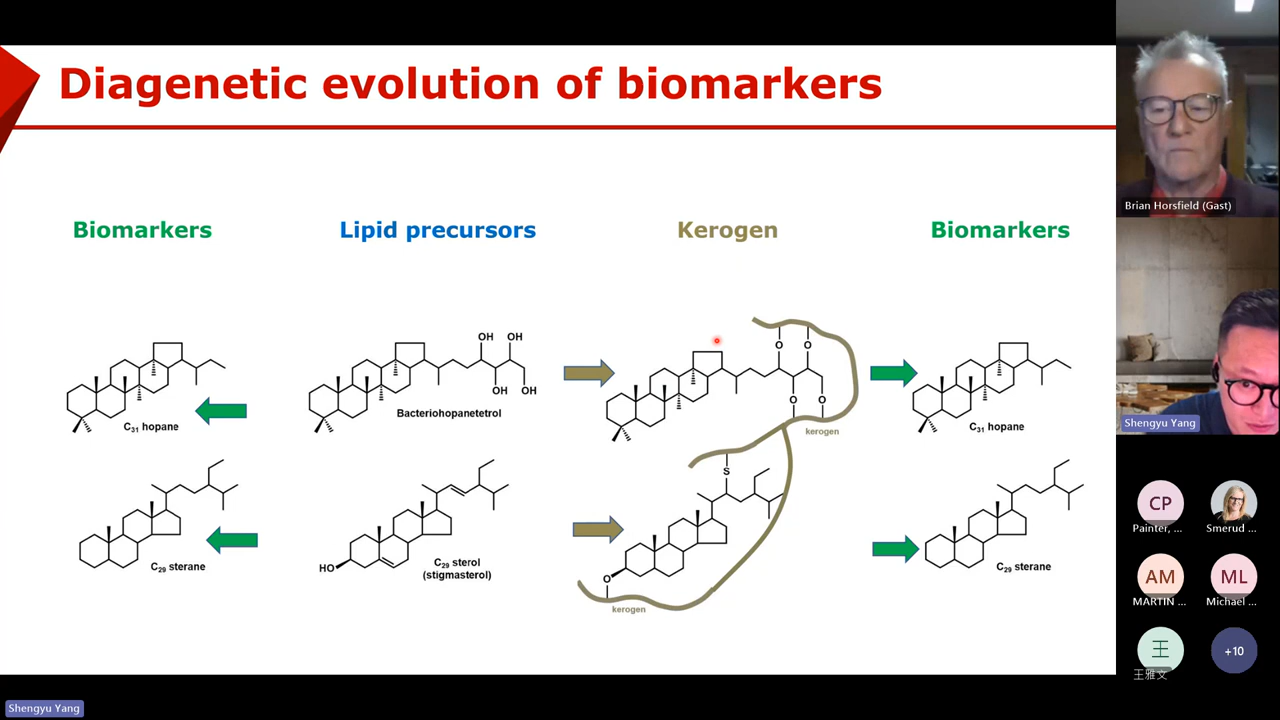 Diagenetic evolution of biomarkers
Biomarkers
Lipid precursors
Kerogen
Biomarkers
OH
OH
OH
OH
Bacteriohopanetetrol
C31 hopane
O
O
O
O
kerogen
C31 hopane
S
HO
C29 sterol
(stigmasterol)
C29 sterane
O
kerogen
C29 sterane
Brian Horsfield (Gast)
Shengyu Yang
CP
Painter, ...
Smerud ...
AM
MARTIN ...
ML
Michael ...
王
王雅文
+10
Shengyu Yang